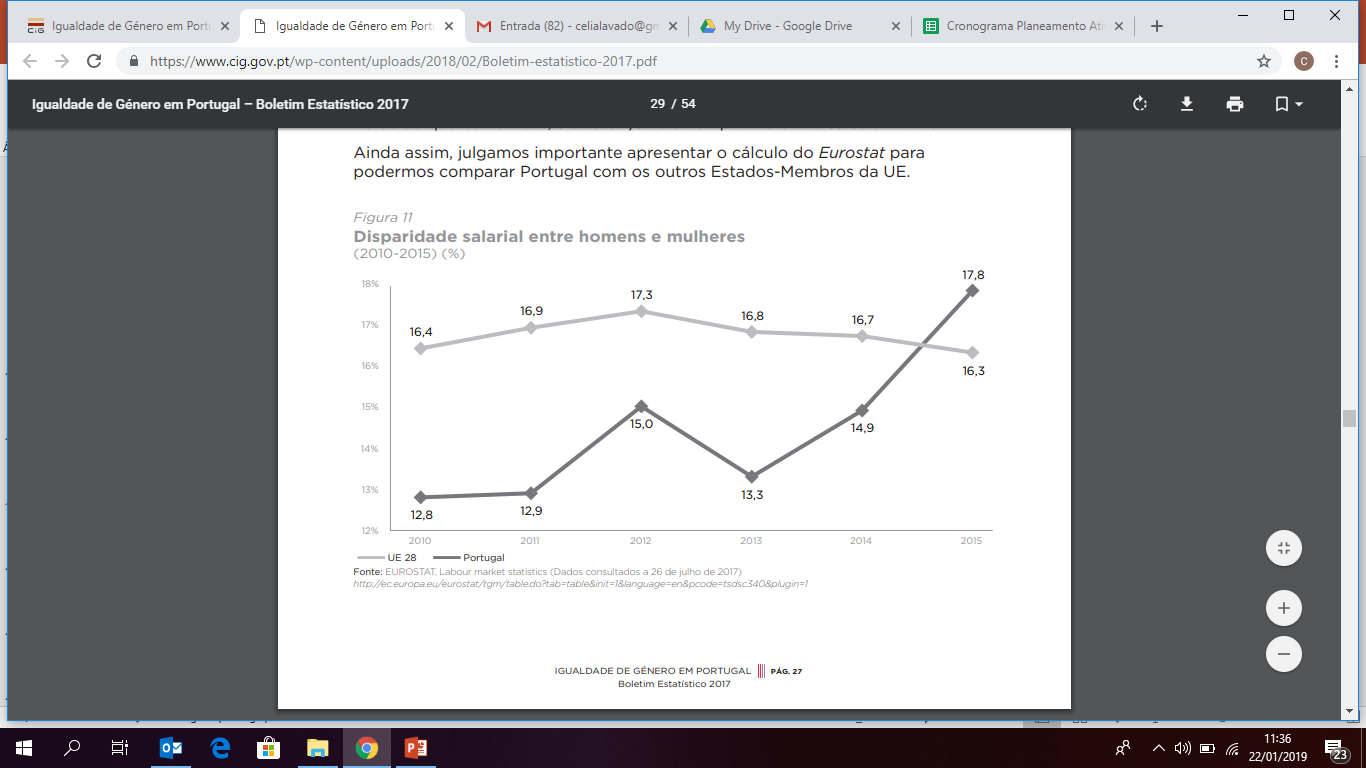 Igualdade de Género em Port
Igualdade de Género em Portu
Entrada (82) - celialavado@gm
My Drive - Google Drive
Cronograma Planeamento Ati
https://www.cig.gov.pt/wp-content/uploads/2018/02/Boletim-estatistico-2017.pdf
C
Igualdade de Género em Portugal – Boletim Estatístico 2017
29 / 54
Ainda assim, julgamos importante apresentar o cálculo do Eurostat para
podermos comparar Portugal com os outros Estados-Membros da UE.
Figura 11
Disparidade salarial entre homens e mulheres
(2010-2015) (%)
18%
17%
16%
15%
14%
13%
12%
16,4
16,9
17,3
16,8
16,7
16,3
12,8
12,9
15,0
13,3
14,9
17,8
2010 2011 2012 2013 2014 2015
UE 28 Portugal
Fonte: EUROSTAT, Labour market statistics (Dados consultados a 26 de julho de 2017)
http://ec.europa.eu/eurostat/tgm/table.do?tab=table&init=1&language=en&pcode=tsdsc340&plugin=1
IGUALDADE DE GÉNERO EM PORTUGAL PÁG. 27
Boletim Estatístico 2017
11:36
22/01/2019
23